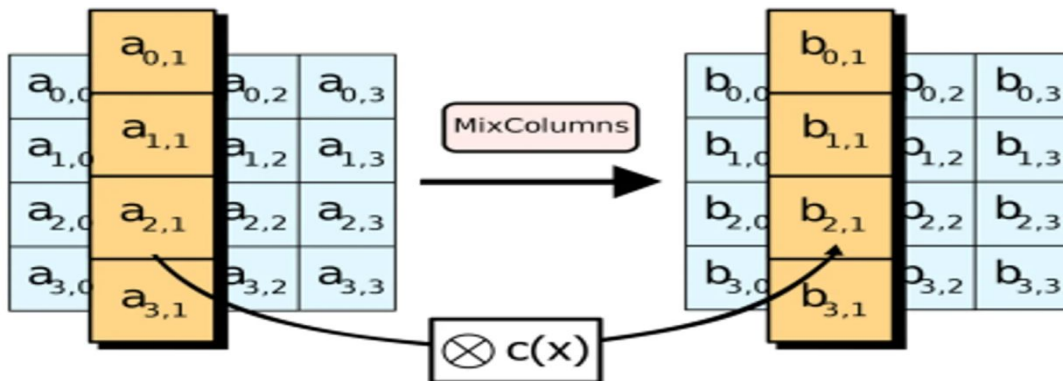 a0,0 a0,1 a0,2 a0,3
a1,0 a1,1 a1,2 a1,3
a2,0 a2,1 a2,2 a2,3
a3,0 a3,1 a3,2 a3,3
MixColumns
b0,0 b0,1 b0,2 b0,3
b1,0 b1,1 b1,2 b1,3
b2,0 b2,1 b2,2 b2,3
b3,0 b3,1 b3,2 b3,3
⊗ c(x)